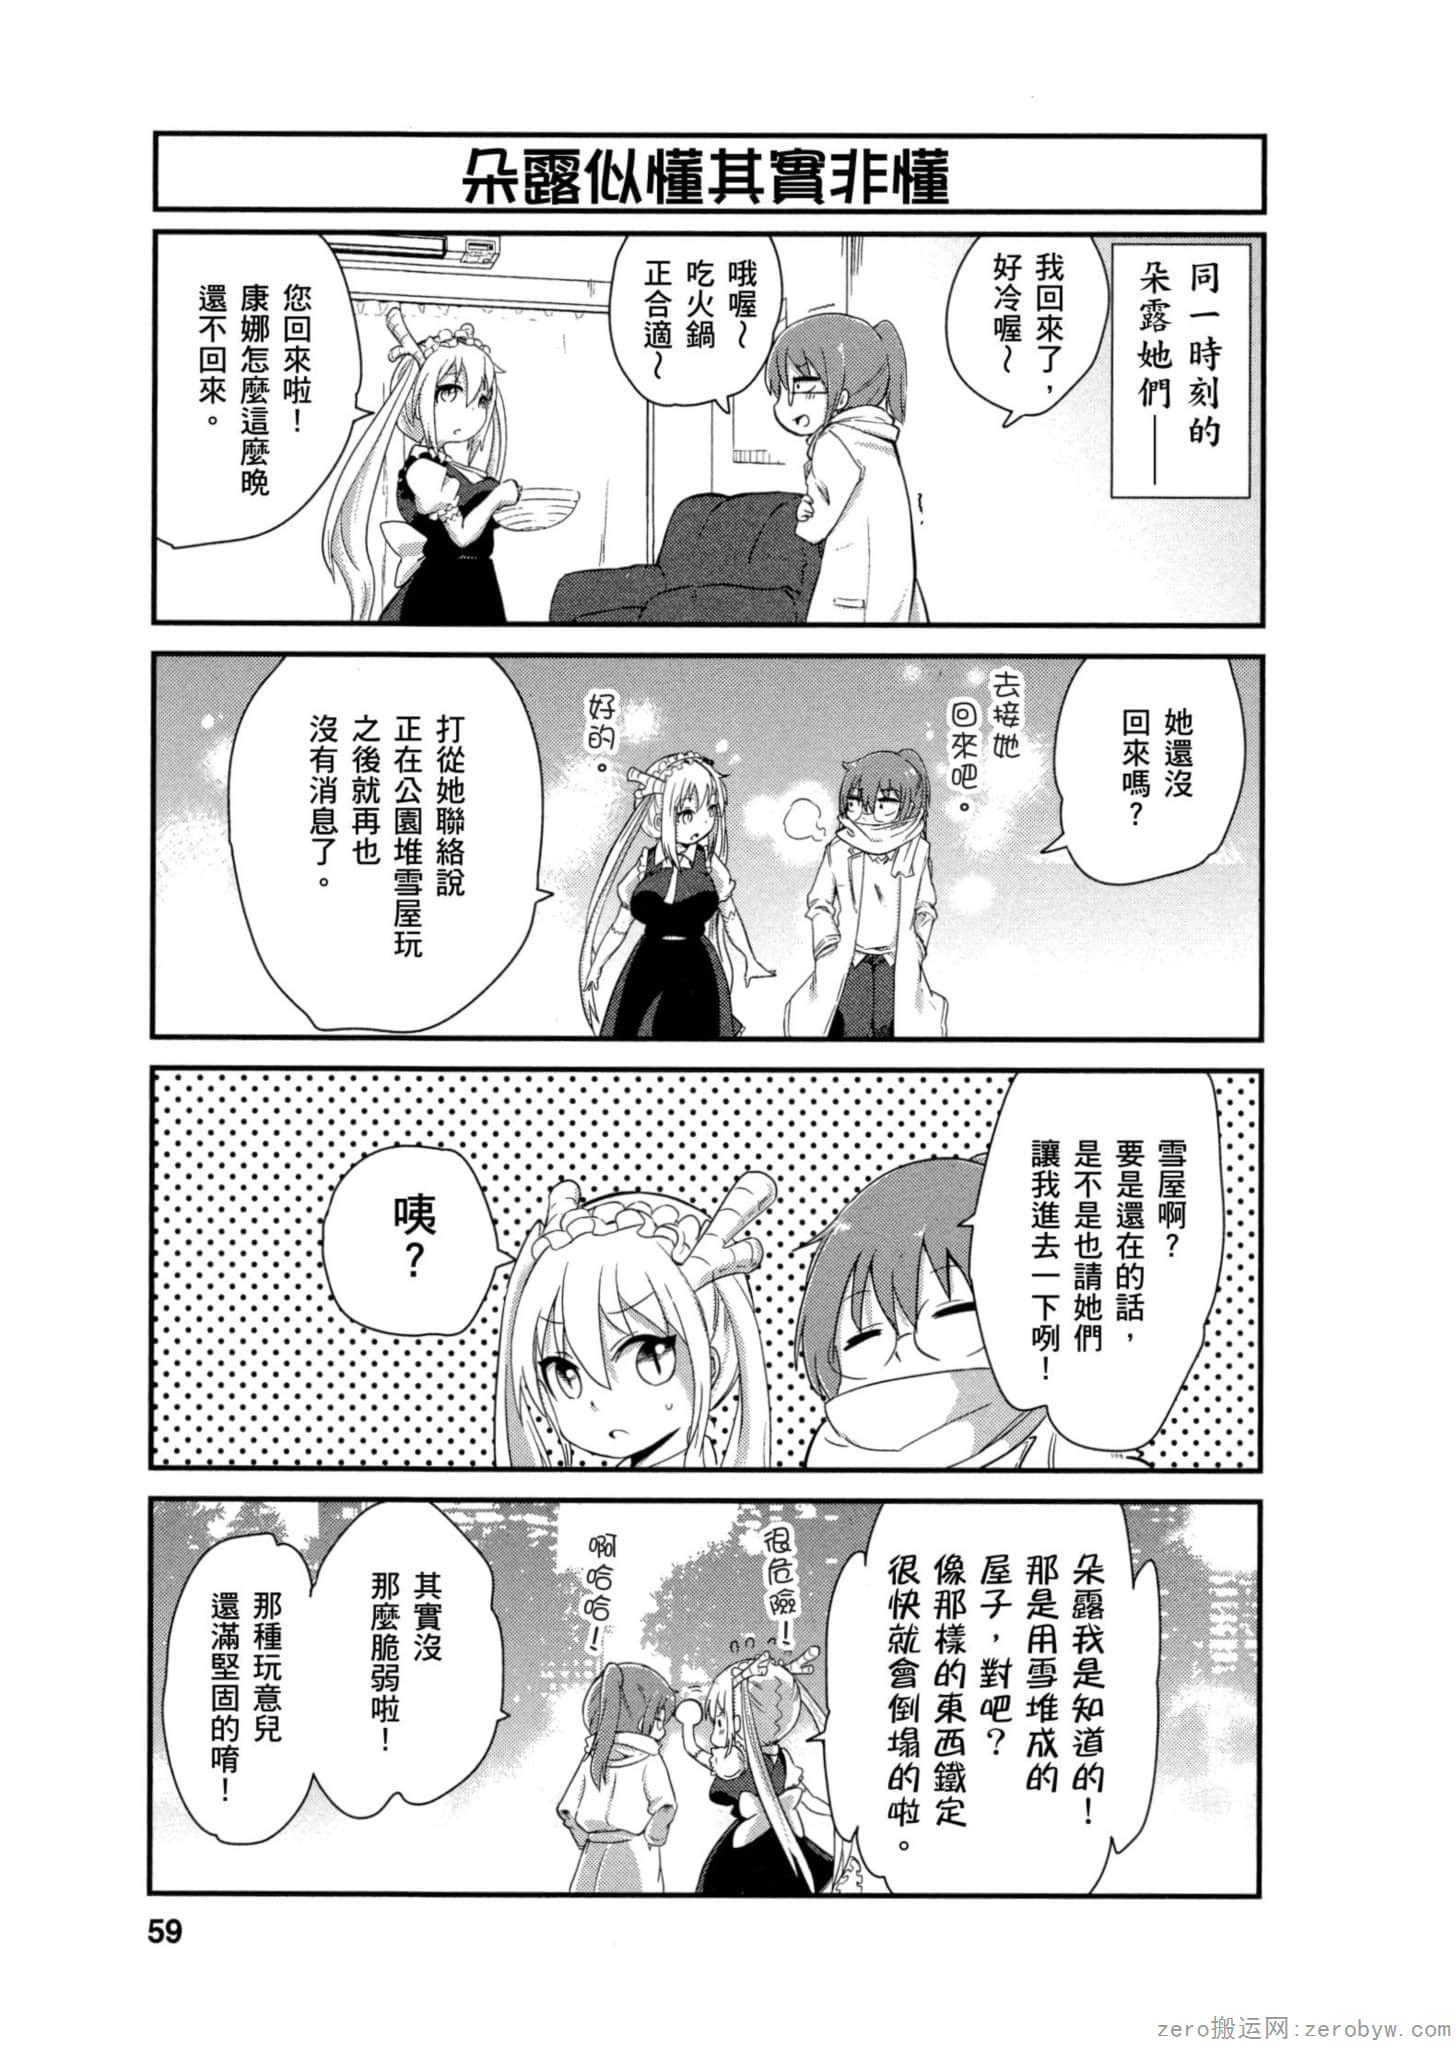 朵露似懂其實非懂
同一時刻的
朵露她們——
我回來了，
好冷喔～
哦喔～
吃火鍋
正合適～
您回來啦！
康娜怎麼這麼晚
還不回來。
她還沒
回來嗎？
去接她
回來吧。
好的。
打從她聯絡說
正在公園堆雪屋玩
之後就再也
沒有消息了。
雪屋啊？
要是還在的話，
是不是也請她們
讓我進去一下咧！
咦？
朵露我是知道的！
那是用雪堆成的
屋子，對吧？
像那樣的東西鐵定
很快就會倒塌的啦。
很危險！
啊哈哈！
其實沒
那麼脆弱啦！
那種玩意兒
還滿堅固的唷！
59
zero搬运网:zerobyw.com